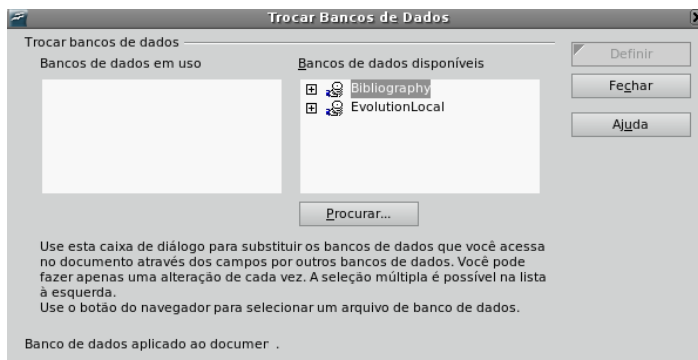 Trocar Bancos de Dados
Trocar bancos de dados
Bancos de dados em uso
Bancos de dados disponíveis
Definir
Bibliography
EvolutionLocal
Fechar
Ajuda
Procurar...
Use esta caixa de diálogo para substituir os bancos de dados que você acessa
no documento através dos campos por outros bancos de dados. Você pode
fazer apenas uma alteração de cada vez. A seleção múltipla é possível na lista
à esquerda.
Use o botão do navegador para selecionar um arquivo de banco de dados.
Banco de dados aplicado ao documer .